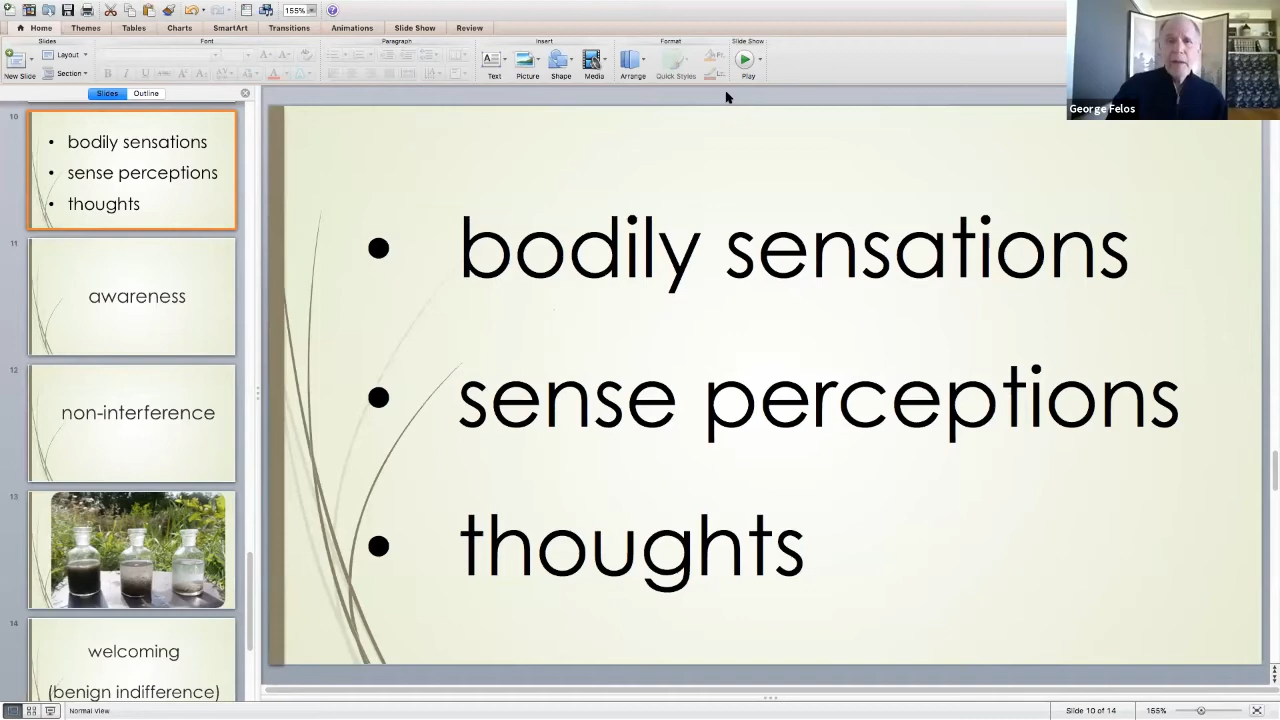 155%
Home Themes Tables Charts SmartArt Transitions Animations Slide Show Review
Slides Font Paragraph Insert Format Slide Show
Layout
New Slide Section
B I U
Text Picture Shape Media Arrange Quick Styles Play
Slides Outline
George Felos
10
• bodily sensations
• sense perceptions
• thoughts
11
awareness
12
non-interference
13
14
welcoming
(benign indifference)
• bodily sensations
• sense perceptions
• thoughts
Normal View
Slide 10 of 14
155%